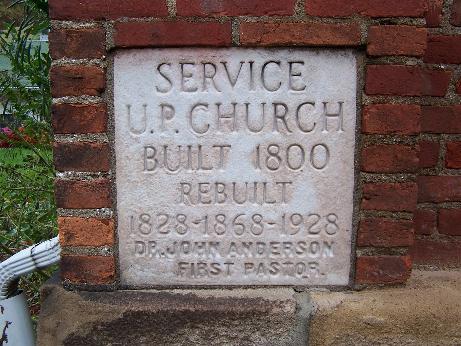 SERVICE
U.P. CHURCH
BUILT 1800
REBUILT
1828-1868-1928
DR. JOHN ANDERSON
FIRST PASTOR.